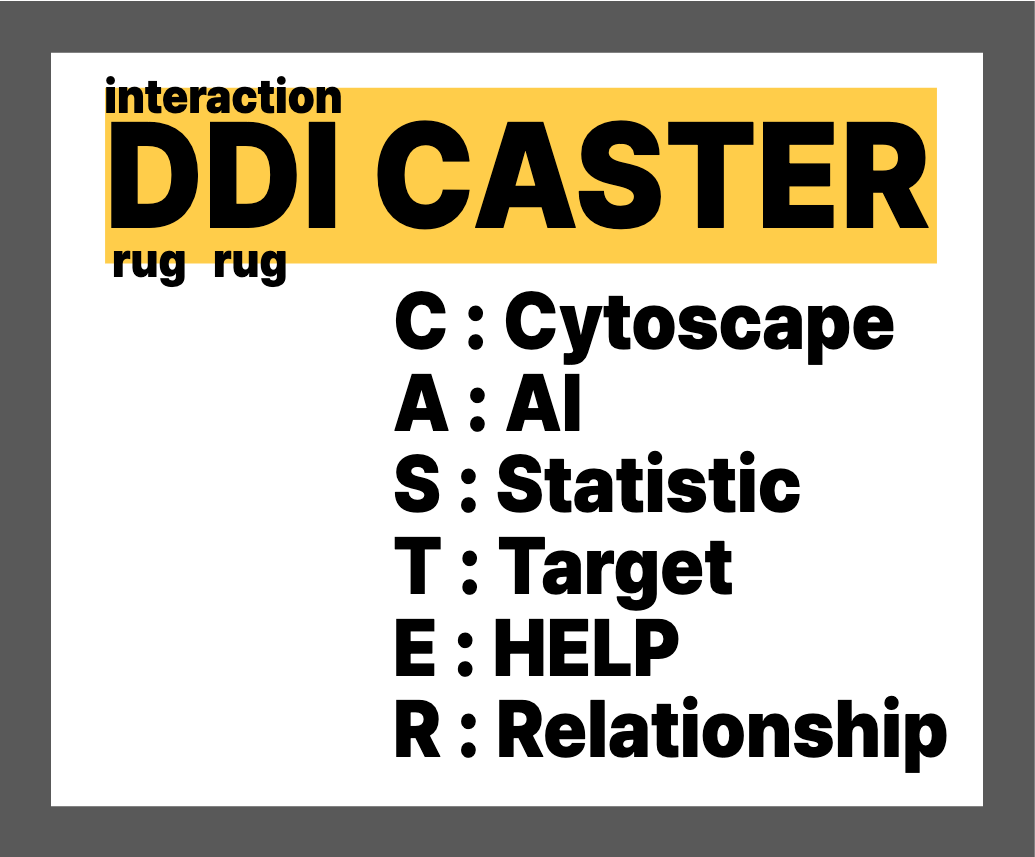 interaction
DDI CASTER
rug rug
C : Cytoscape
A : AI
S : Statistic
T : Target
E : HELP
R : Relationship